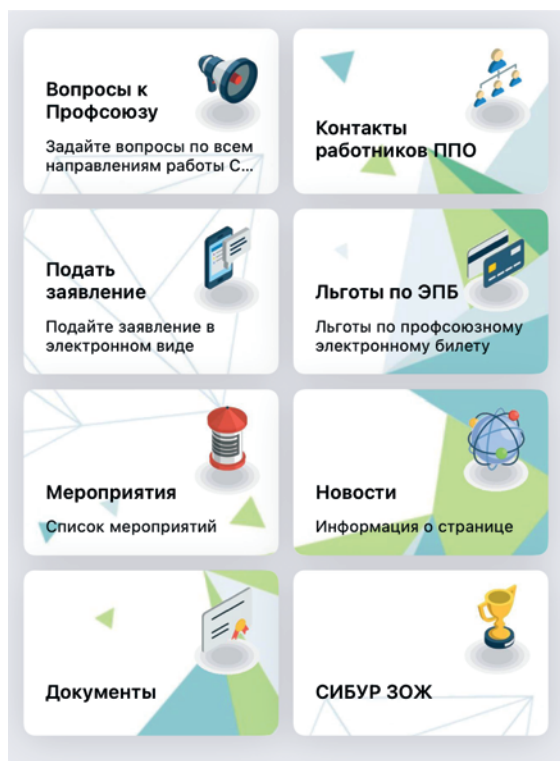 Вопросы к
Профсоюзу
Задайте вопросы по всем
направлениям работы С...
Контакты
работников ППО
Подать
заявление
Подайте заявление в
электронном виде
Льготы по ЭПБ
Льготы по профсоюзному
электронному билету
Мероприятия
Список мероприятий
Новости
Информация о странице
Документы
СИБУР ЗОЖ